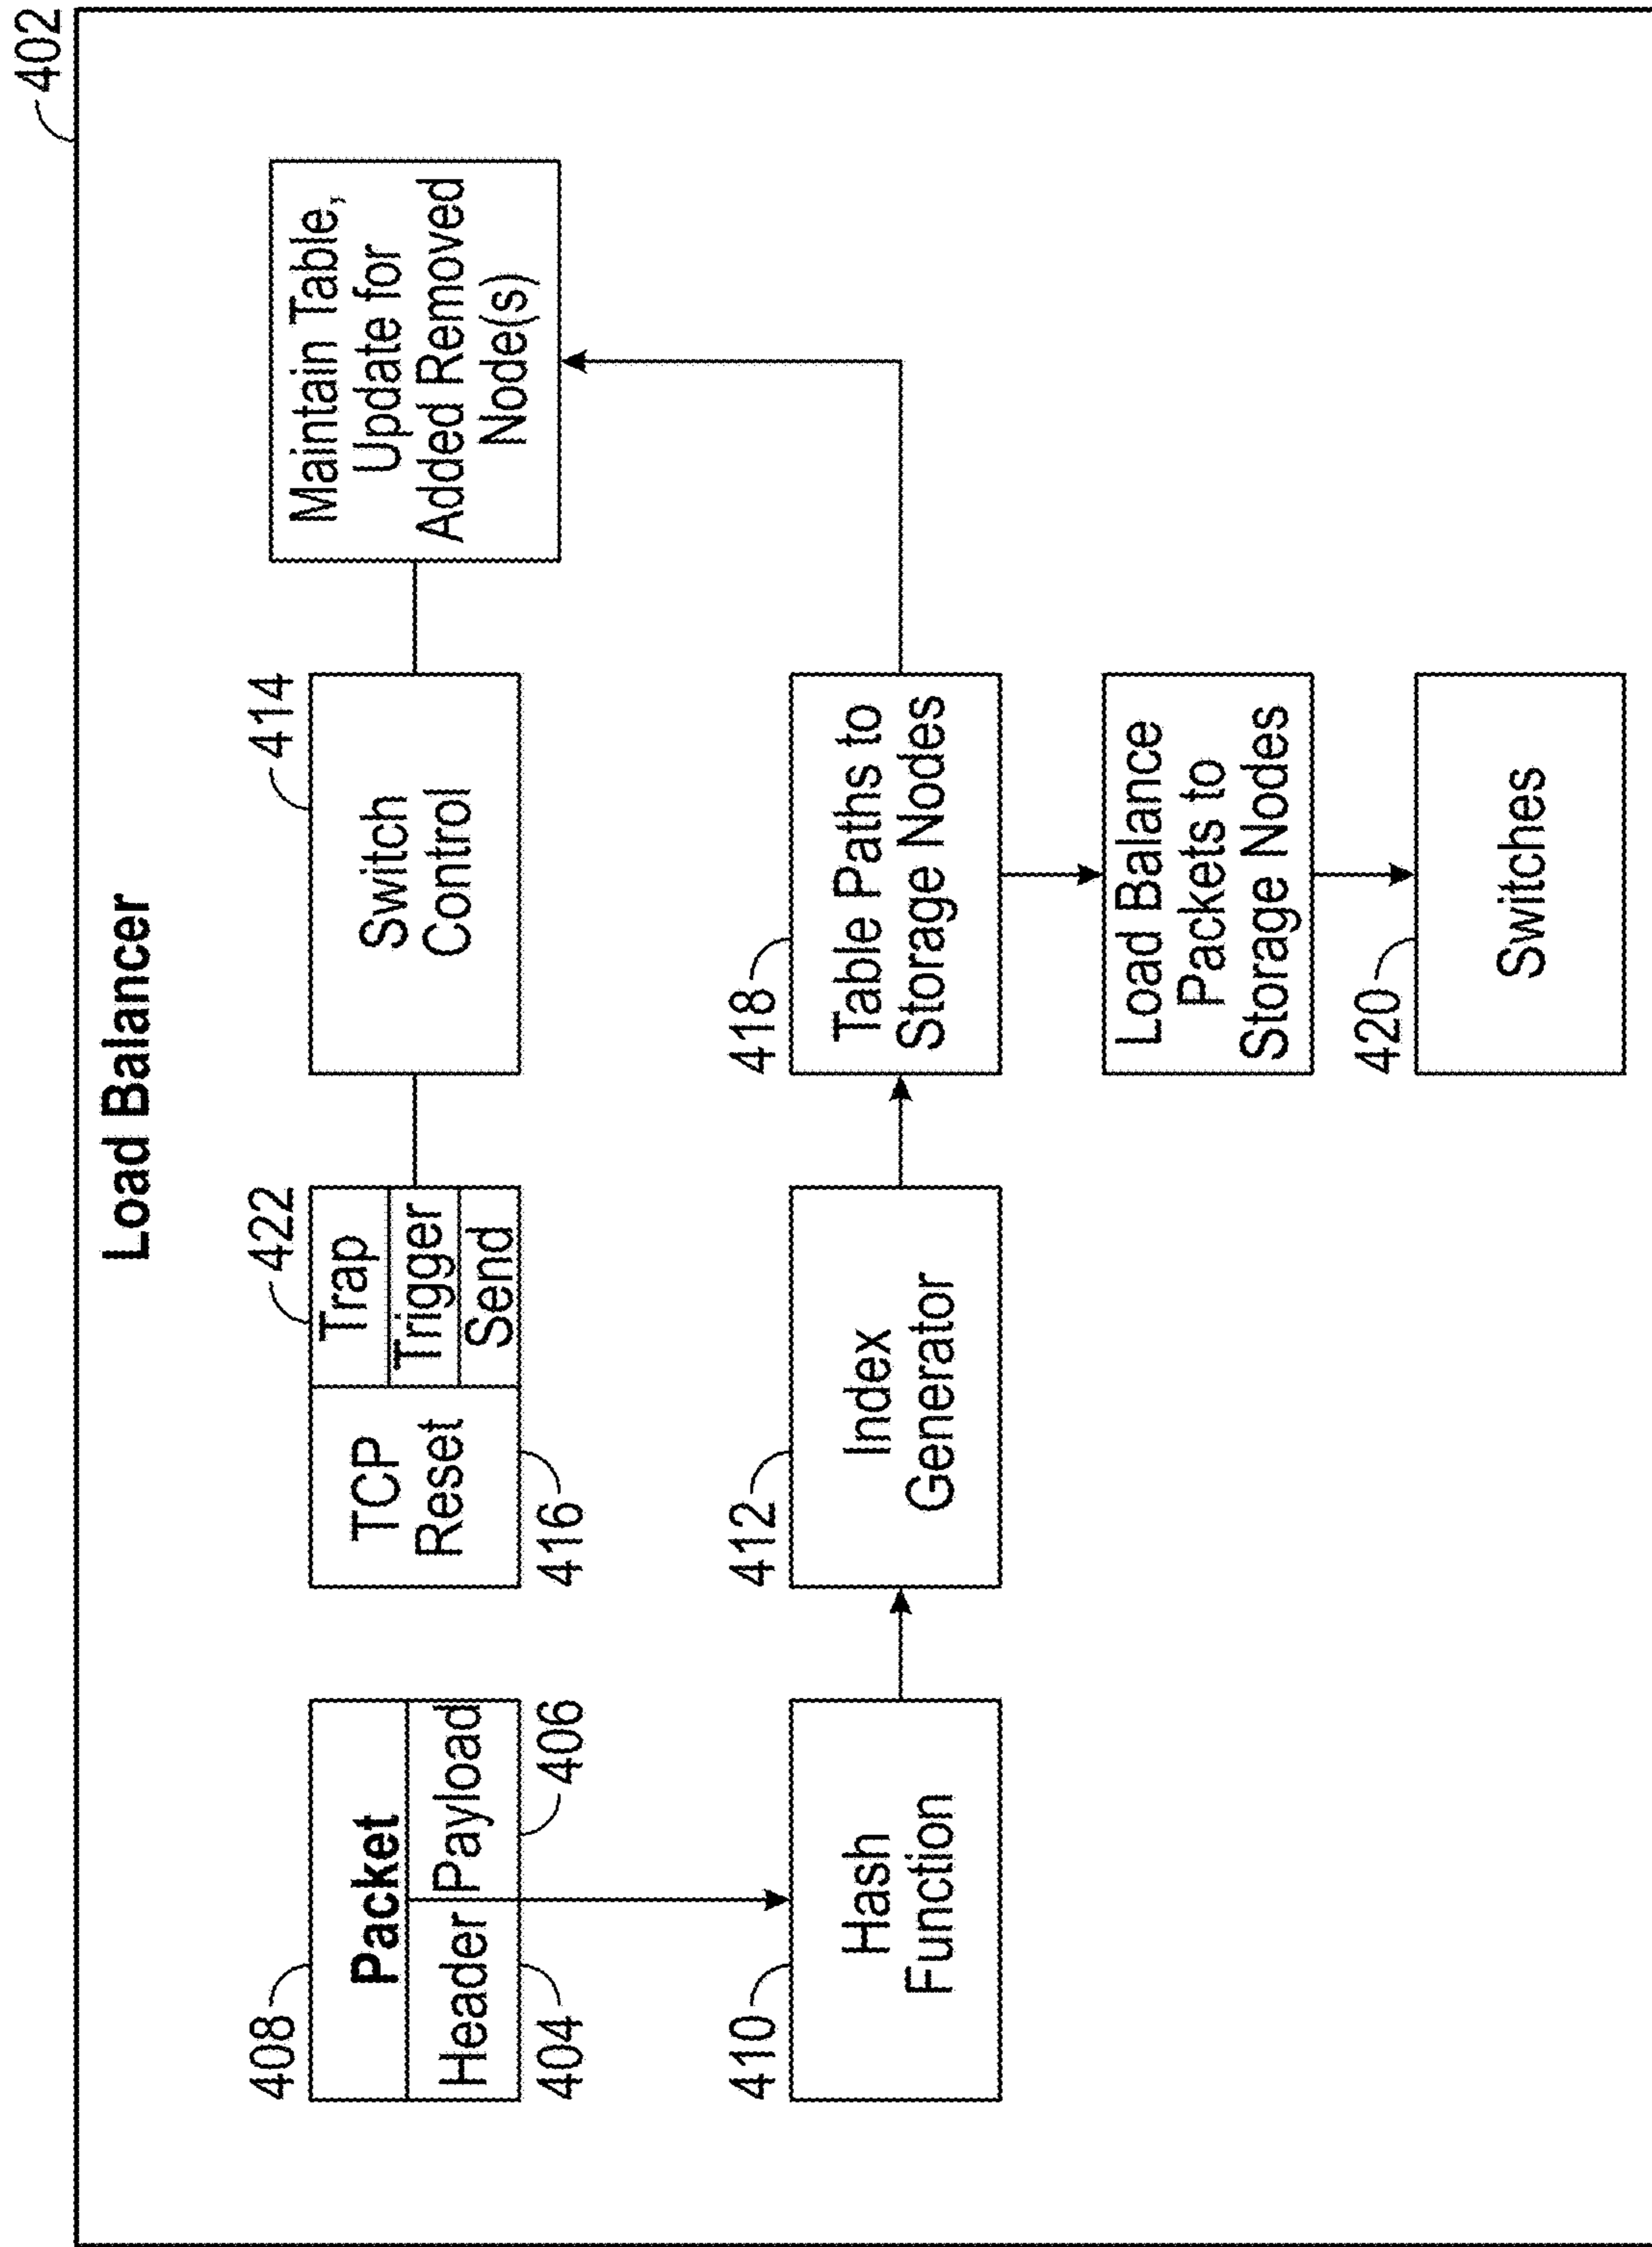 402
Load Balancer
408
Packet
Header
Payload
404
406
422
TCP
Reset
Trap
Trigger
Send
416
414
Switch
Control
Maintain Table,
Update for
Added Removed
Node(s)
410
Hash
Function
412
Index
Generator
418
Table Paths to
Storage Nodes
Load Balance
Packets to
Storage Nodes
420
Switches